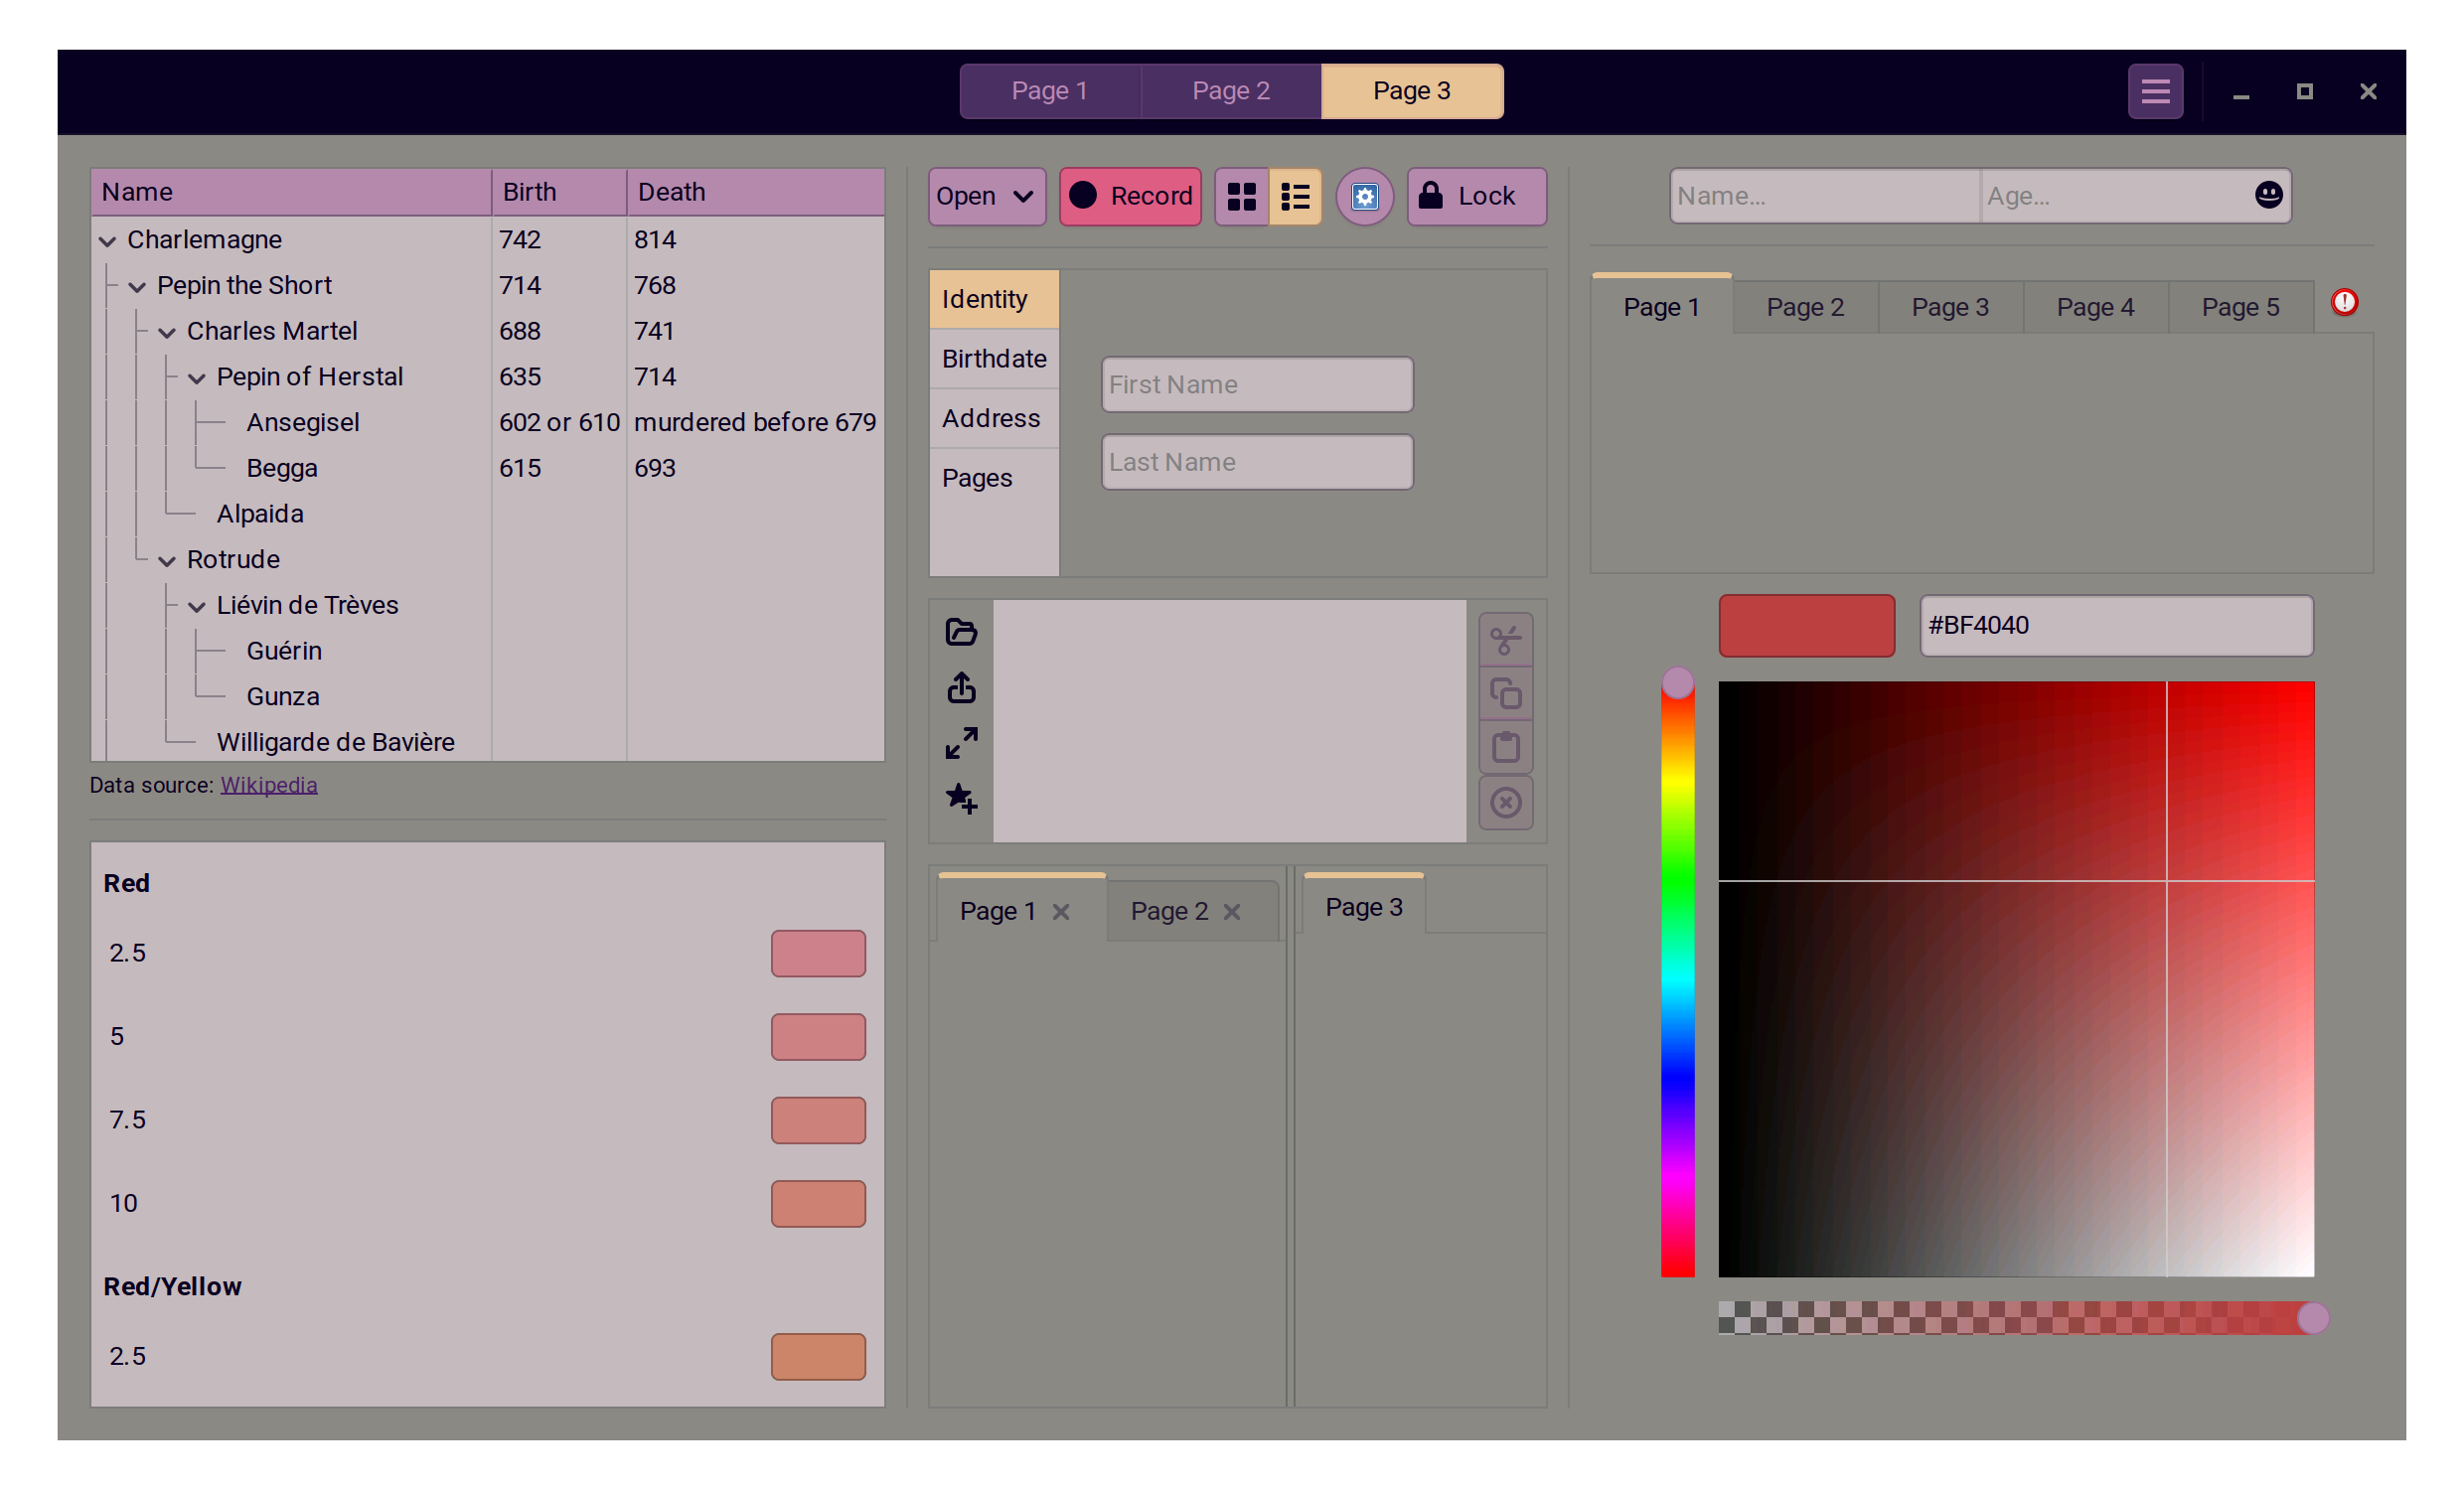 Page 1 Page 2 Page 3
Name Birth Death
Charlemagne 742 814
Pepin the Short 714 768
Charles Martel 688 741
Pepin of Herstal 635 714
Ansegisel 602 or 610 murdered before 679
Begga 615 693
Alpaida
Rotrude
Liévin de Trèves
Guérin
Gunza
Willigarde de Bavière
Data source: Wikipedia
Red
2.5
5
7.5
10
Red/Yellow
2.5
Open Record Lock
Identity
Birthdate
Address
Pages
First Name
Last Name
Page 1 Page 2 Page 3
Name... Age...
Page 1 Page 2 Page 3 Page 4 Page 5
#BF4040